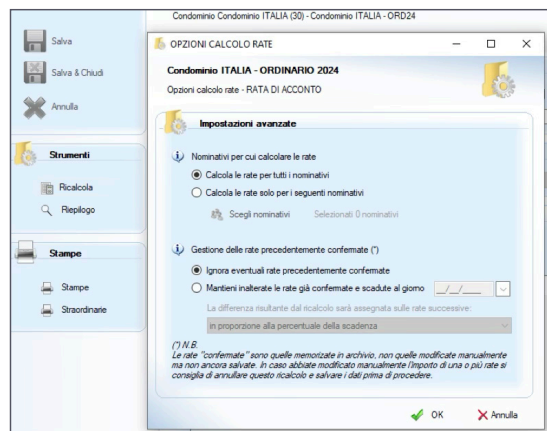 Condominio Condominio ITALIA (30) - Condominio ITALIA - ORD24
Salva
Salva & Chiudi
Annulla
Strumenti
Ricalcola
Riepilogo
Stampe
Stampe
Straordinarie
OPZIONI CALCOLO RATE
Condominio ITALIA - ORDINARIO 2024
Opzioni calcolo rate - RATA DI ACCONTO
Impostazioni avanzate
Nominativi per cui calcolare le rate
Calcola le rate per tutti i nominativi
Calcola le rate solo per i seguenti nominativi
Scegli nominativi Selezionati 0 nominativi
Gestione delle rate precedentemente confermate (*)
Ignora eventuali rate precedentemente confermate
Mantieni inalterate le rate già confermate e scadute al giorno __/__/____
La differenza risultante dal ricalcolo sarà assegnata sulle rate successive:
in proporzione alla percentuale della scadenza
(*) N.B.
Le rate "confermate" sono quelle memorizzate in archivio, non quelle modificate manualmente
ma non ancora salvate. In caso abbiate modificato manualmente l'importo di una o più rate si
consiglia di annullare questo ricalcolo e salvare i dati prima di procedere.
OK Annulla